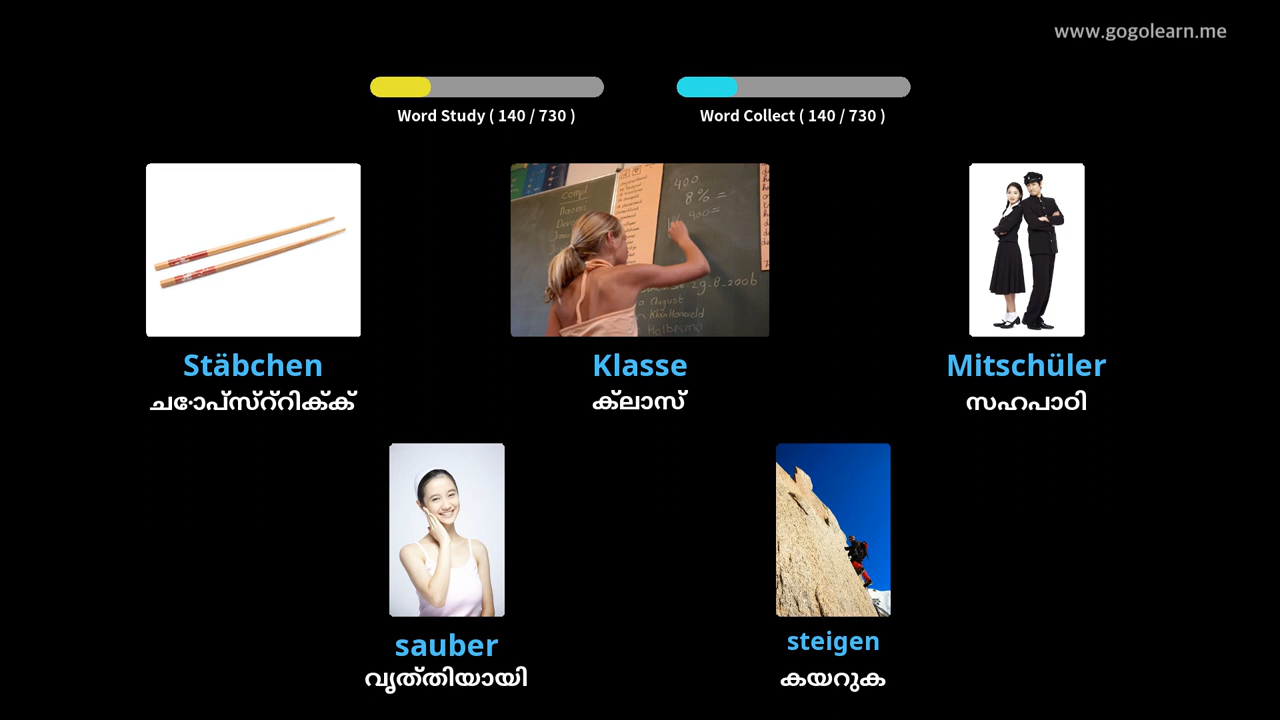 www.gogolearn.me
Word Study ( 140 / 730 )
Word Collect ( 140 / 730 )
Stäbchen
ചോപ്സ്റ്റിക്ക്
Klasse
ക്ലാസ്
Mitschüler
സഹപാഠി
sauber
വൃത്തിയായി
steigen
കയറുക